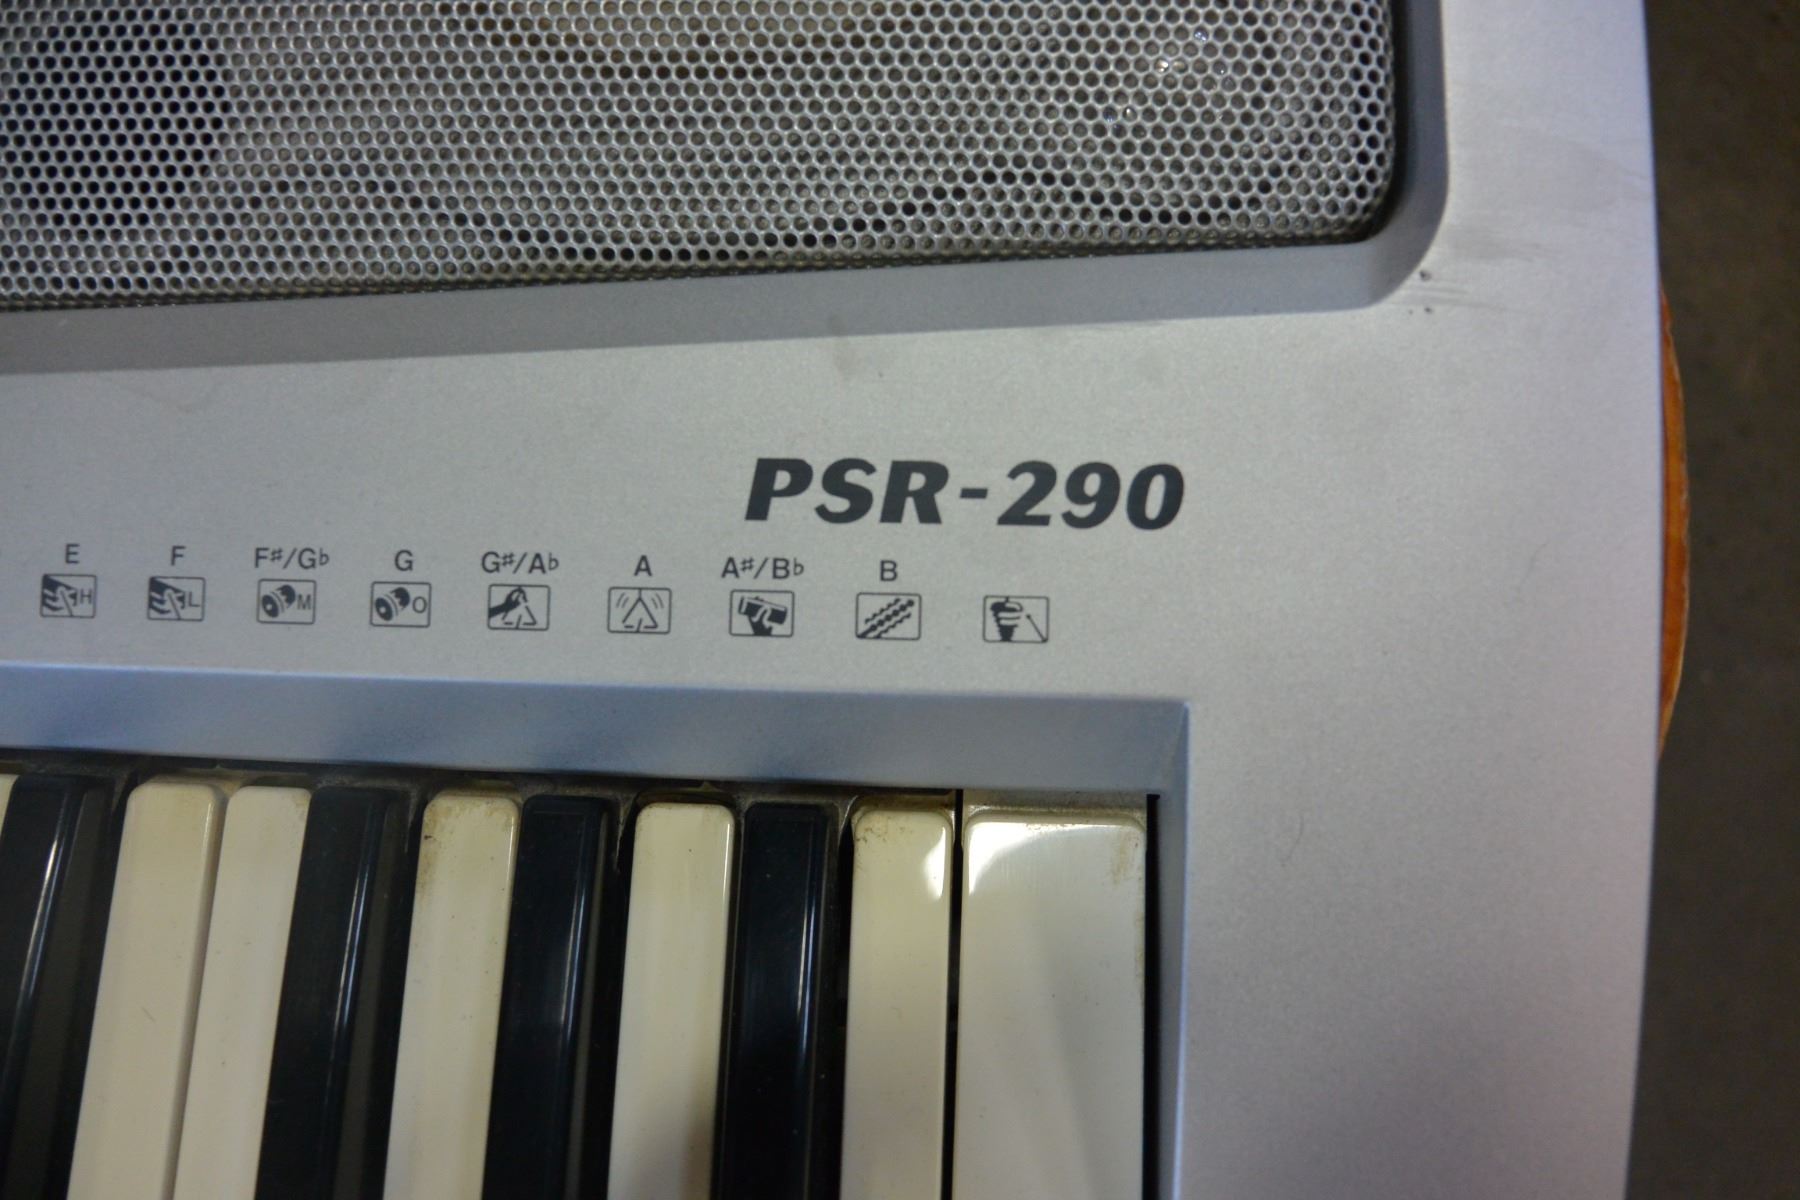 PSR-290
E F F♯/G♭ G G♯/A♭ A A♯/B♭ B
H L M O